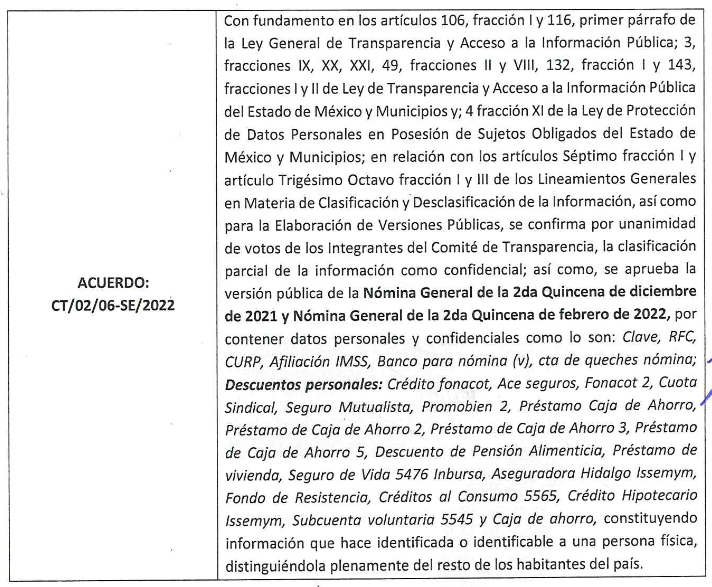 ACUERDO:
CT/02/06-SE/2022
Con fundamento en los artículos 106, fracción I y 116, primer párrafo de
la Ley General de Transparencia y Acceso a la Información Pública; 3,
fracciones IX, XX, XXI, 49, fracciones II y VIII, 132, fracción I y 143,
fracciones I y II de Ley de Transparencia y Acceso a la Información Pública
del Estado de México y Municipios y; 4 fracción XI de la Ley de Protección
de Datos Personales en Posesión de Sujetos Obligados del Estado de
México y Municipios; en relación con los artículos Séptimo fracción I y
artículo Trigésimo Octavo fracción I y III de los Lineamientos Generales
en Materia de Clasificación y Desclasificación de la Información, así como
para la Elaboración de Versiones Públicas, se confirma por unanimidad
de votos de los Integrantes del Comité de Transparencia, la clasificación
parcial de la información como confidencial; así como, se aprueba la
versión pública de la Nómina General de la 2da Quincena de diciembre
de 2021 y Nómina General de la 2da Quincena de febrero de 2022, por
contener datos personales y confidenciales como lo son: Clave, RFC,
CURP, Afiliación IMSS, Banco para nómina (v), cta de queches nómina;
Descuentos personales: Crédito fonacot, Ace seguros, Fonacot 2, Cuota
Sindical, Seguro Mutualista, Promobien 2, Préstamo Caja de Ahorro,
Préstamo de Caja de Ahorro 2, Préstamo de Caja de Ahorro 3, Préstamo
de Caja de Ahorro 5, Descuento de Pensión Alimenticia, Préstamo de
vivienda, Seguro de Vida 5476 Inbursa, Aseguradora Hidalgo Issemym,
Fondo de Resistencia, Créditos al Consumo 5565, Crédito Hipotecario
Issemym, Subcuenta voluntaria 5545 y Caja de ahorro, constituyendo
información que hace identificada o identificable a una persona física,
distinguiéndola plenamente del resto de los habitantes del país.